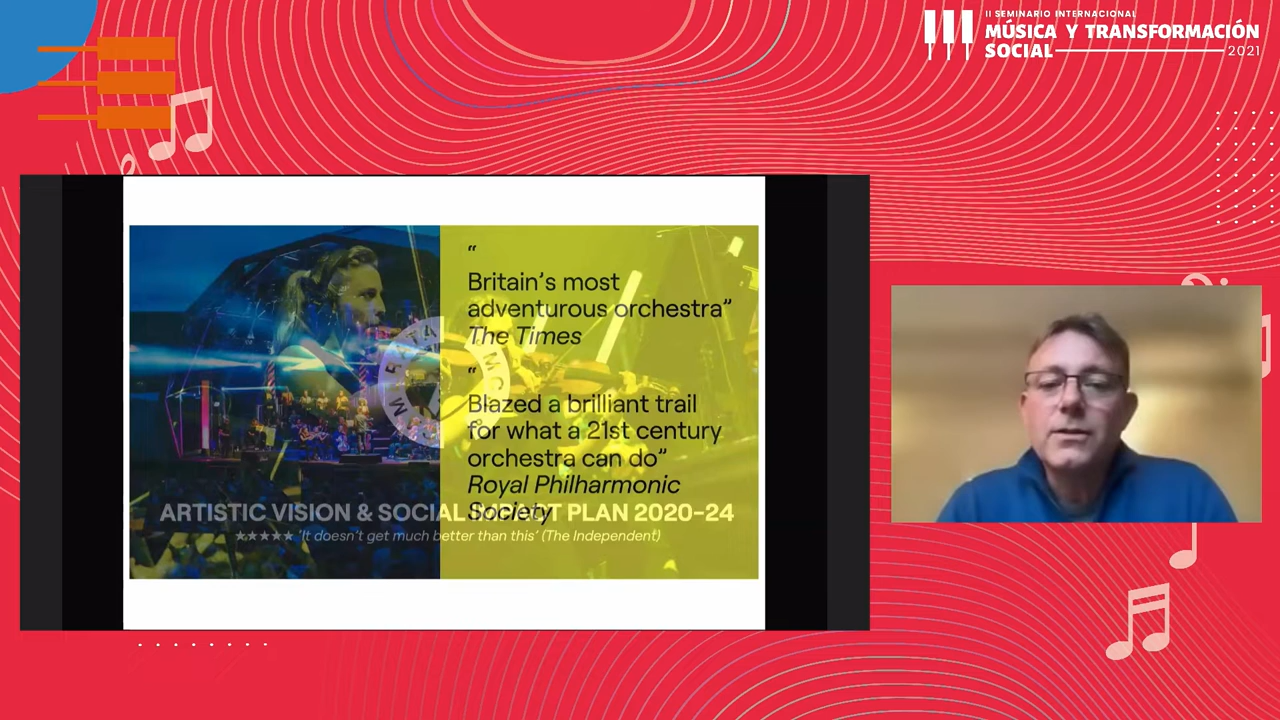 II SEMINARIO INTERNACIONAL
MÚSICA Y TRANSFORMACIÓN
SOCIAL
2021
“
Britain’s most
adventurous orchestra”
The Times
“
Blazed a brilliant trail
for what a 21st century
orchestra can do”
Royal Philharmonic
Society
ARTISTIC VISION & SOCIAL IMPACT PLAN 2020–24
★★★★★ ‘It doesn’t get much better than this’ (The Independent)